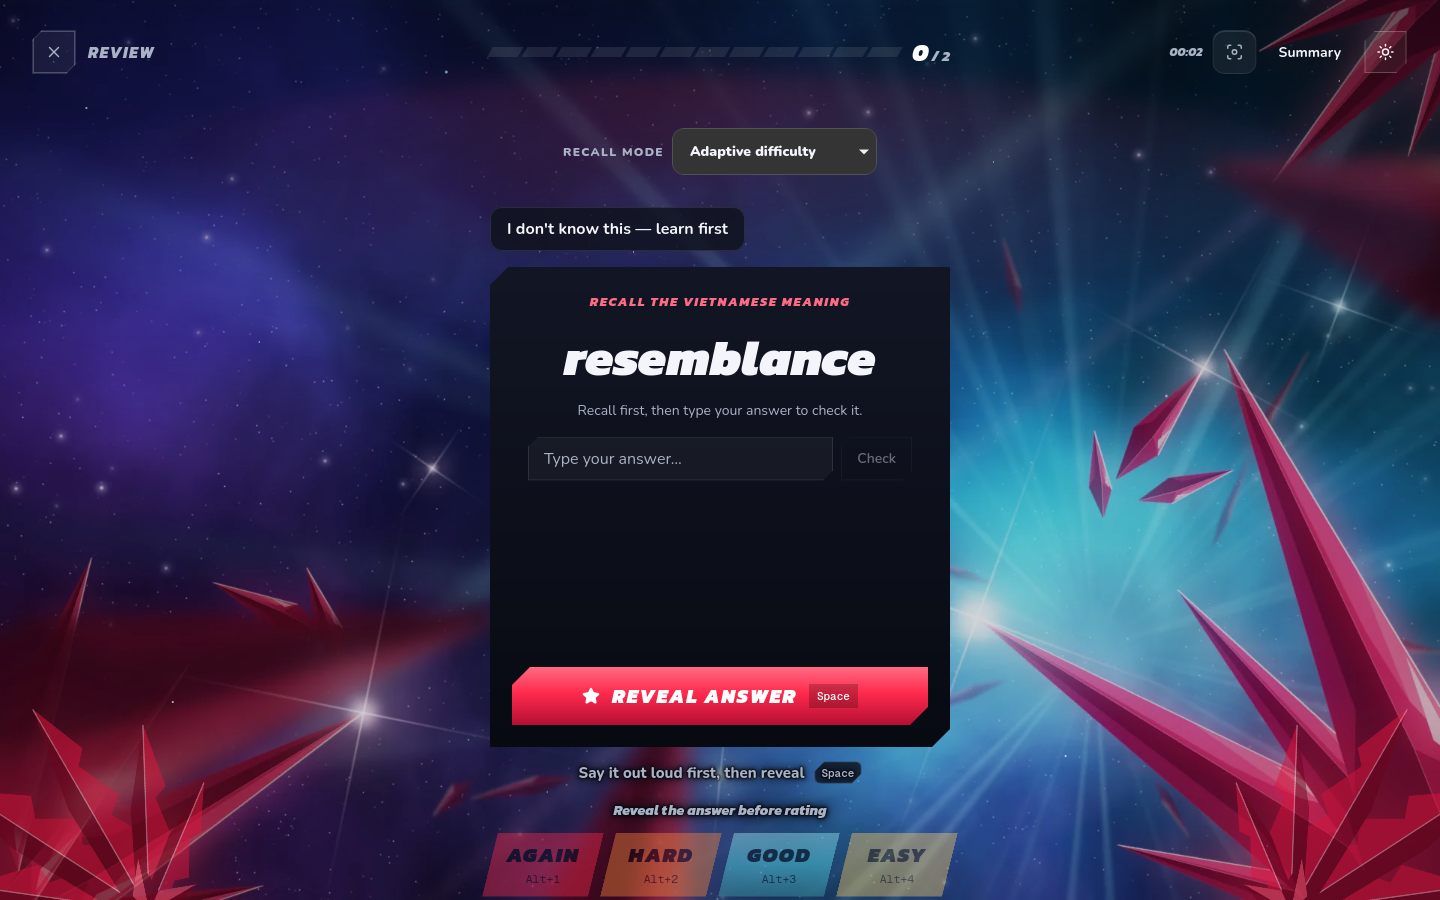 REVIEW
0 / 2
00:02
Summary
RECALL MODE
Adaptive difficulty
I don't know this — learn first
RECALL THE VIETNAMESE MEANING
resemblance
Recall first, then type your answer to check it.
Type your answer...
Check
REVEAL ANSWER Space
Say it out loud first, then reveal Space
Reveal the answer before rating
AGAIN HARD GOOD EASY
Alt+1 Alt+2 Alt+3 Alt+4